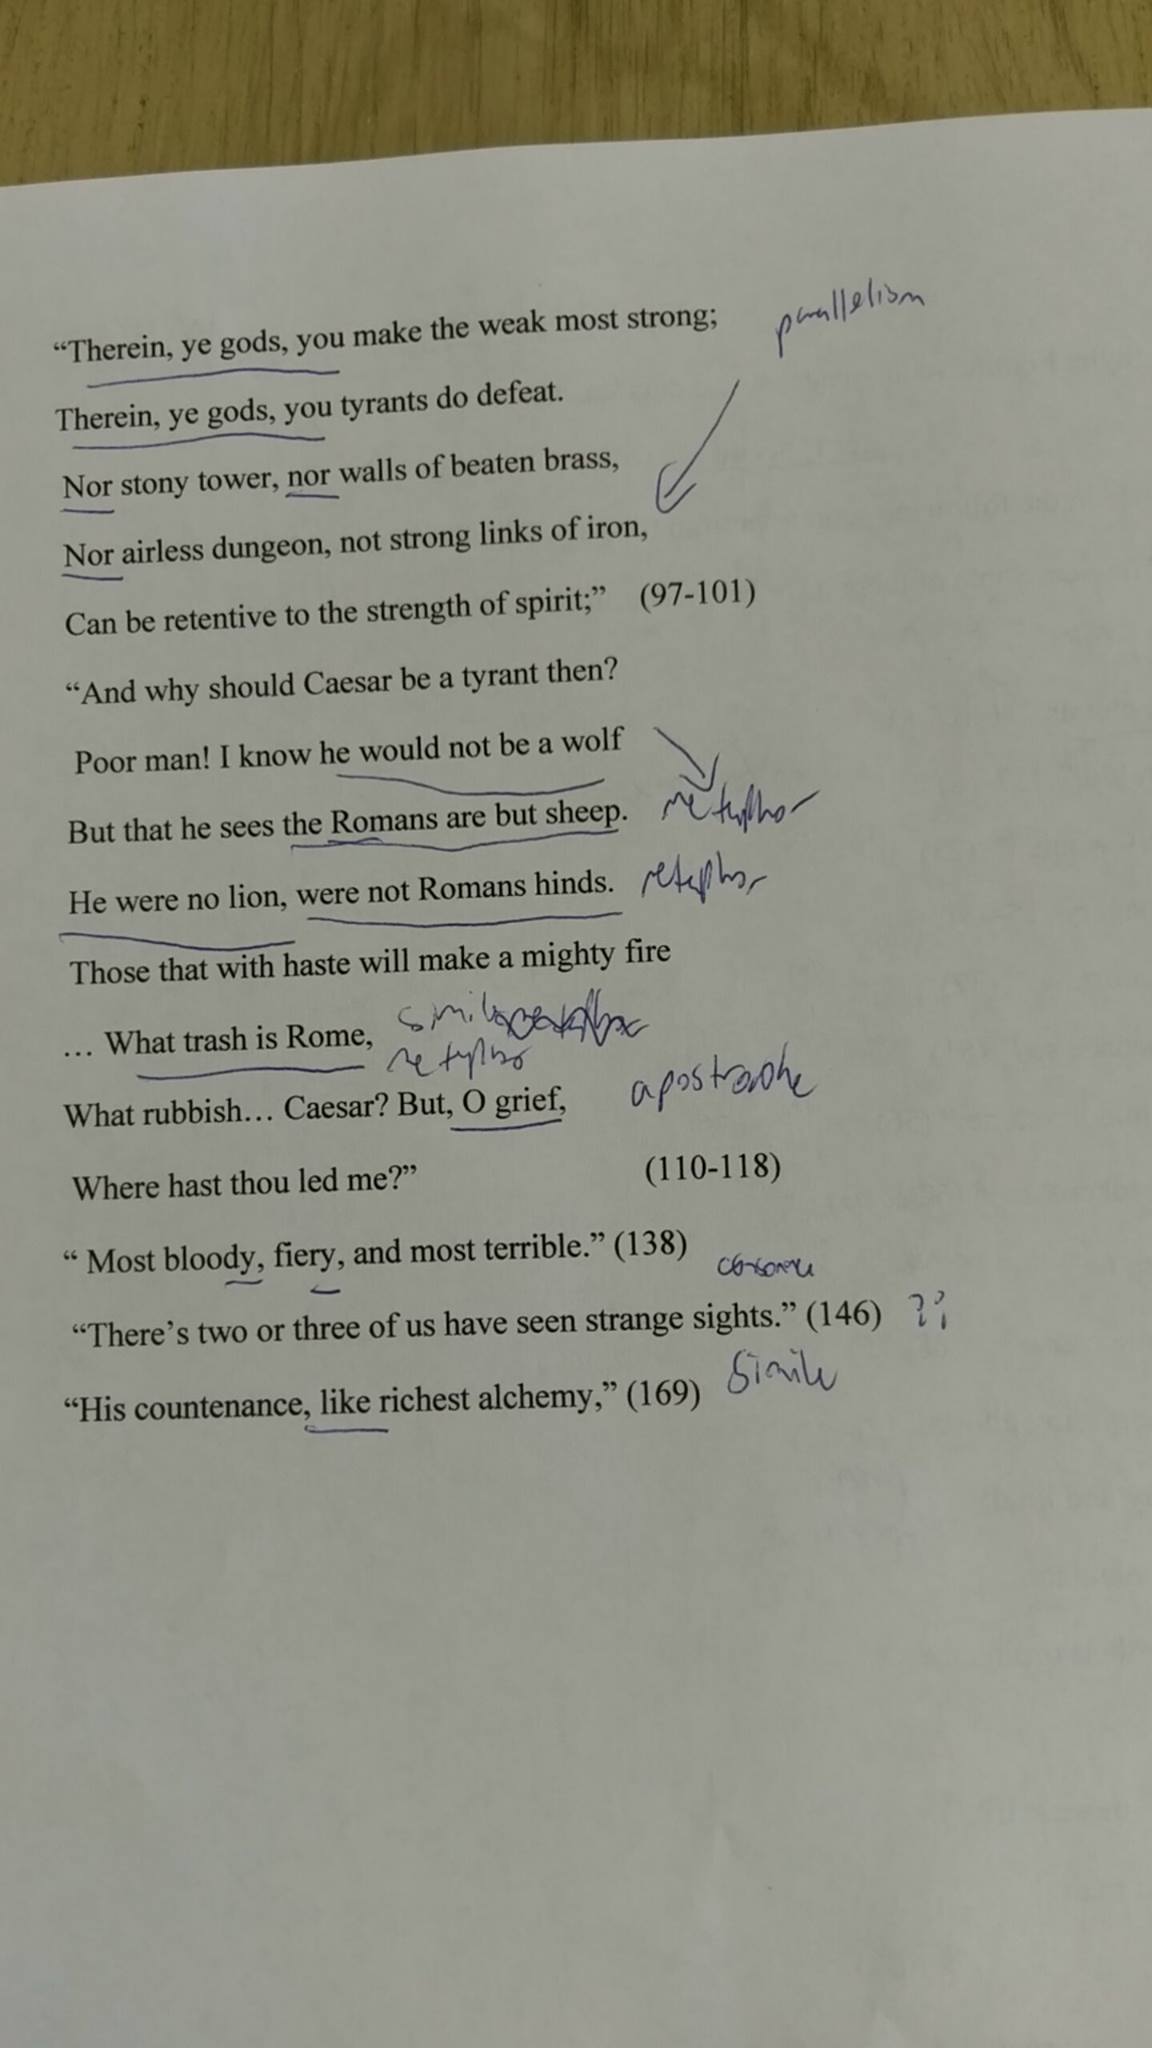 parallelism
“Therein, ye gods, you make the weak most strong;
Therein, ye gods, you tyrants do defeat.
Nor stony tower, nor walls of beaten brass,
Nor airless dungeon, not strong links of iron,
Can be retentive to the strength of spirit;” (97-101)
“And why should Caesar be a tyrant then?
Poor man! I know he would not be a wolf
But that he sees the Romans are but sheep. metaphor
He were no lion, were not Romans hinds. metaphor
Those that with haste will make a mighty fire
… What trash is Rome,
metaphor
What rubbish… Caesar? But, O grief, apostrophe
Where hast thou led me?” (110-118)
“ Most bloody, fiery, and most terrible.” (138)
“There’s two or three of us have seen strange sights.” (146) ??
“His countenance, like richest alchemy,” (169) Simile